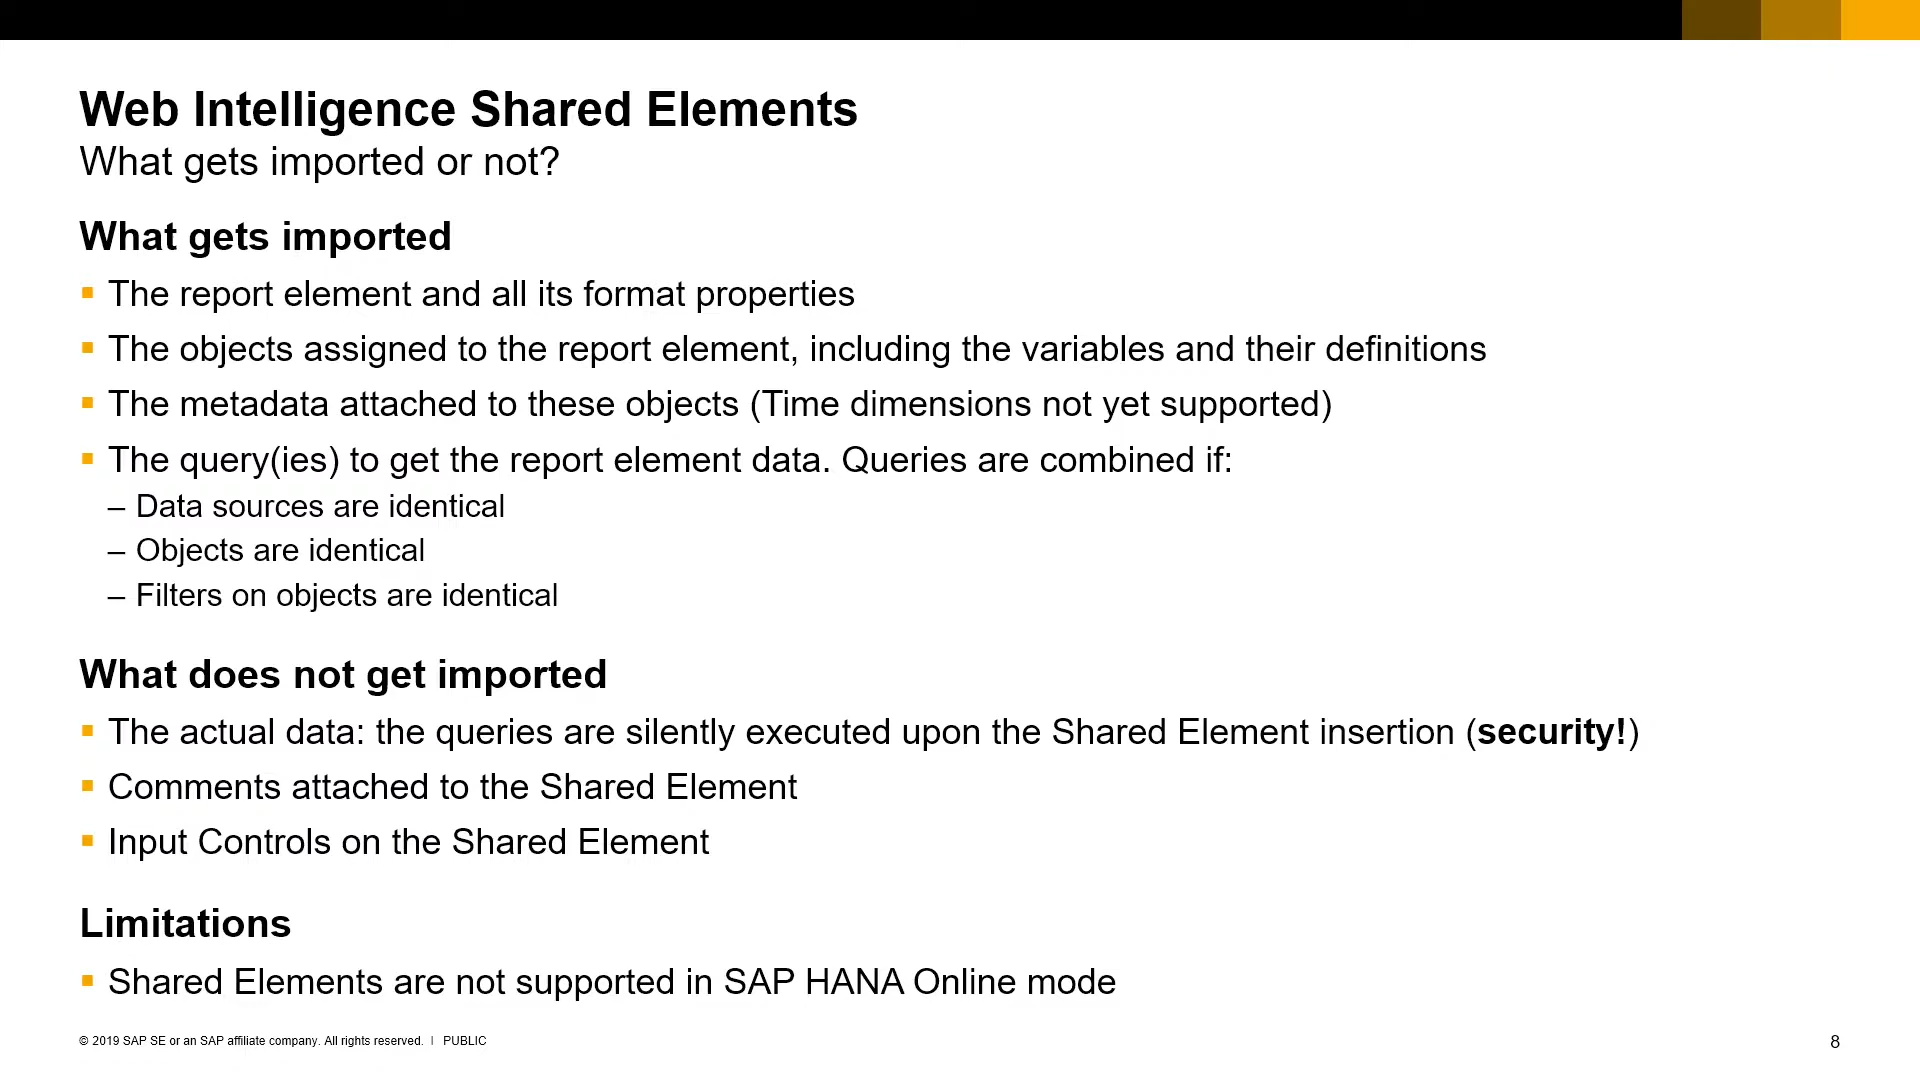 Web Intelligence Shared Elements
What gets imported or not?
What gets imported
▪ The report element and all its format properties
▪ The objects assigned to the report element, including the variables and their definitions
▪ The metadata attached to these objects (Time dimensions not yet supported)
▪ The query(ies) to get the report element data. Queries are combined if:
– Data sources are identical
– Objects are identical
– Filters on objects are identical
What does not get imported
▪ The actual data: the queries are silently executed upon the Shared Element insertion (security!)
▪ Comments attached to the Shared Element
▪ Input Controls on the Shared Element
Limitations
▪ Shared Elements are not supported in SAP HANA Online mode
© 2019 SAP SE or an SAP affiliate company. All rights reserved. | PUBLIC
8